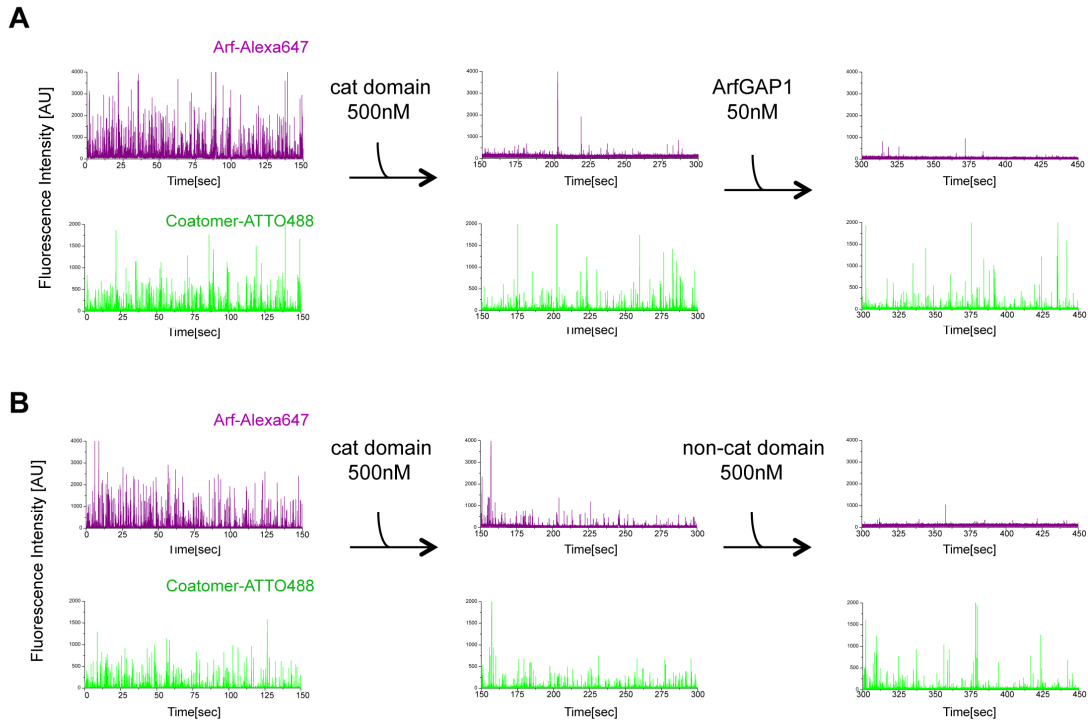 A
Arf-Alexa647
cat domain
500nM
ArfGAP1
50nM
4000
3000
2000
1000
0
0 25 50 75 100 125 150
Time[sec]
4000
3000
2000
1000
0
150 175 200 225 250 275 300
Time[sec]
4000
3000
2000
1000
0
300 325 350 375 400 425 450
Time[sec]
Fluorescence Intensity [AU]
Coatomer-ATTO488
2000
1500
1000
500
0
0 25 50 75 100 125 150
Time[sec]
2000
1500
1000
500
0
150 175 200 225 250 275 300
Time[sec]
2000
1500
1000
500
0
300 325 350 375 400 425 450
Time[sec]
B
Arf-Alexa647
cat domain
500nM
non-cat domain
500nM
4000
3000
2000
1000
0
0 25 50 75 100 125 150
Time[sec]
4000
3000
2000
1000
0
150 175 200 225 250 275 300
Time[sec]
4000
3000
2000
1000
0
300 325 350 375 400 425 450
Time[sec]
Fluorescence Intensity [AU]
Coatomer-ATTO488
2000
1500
1000
500
0
0 25 50 75 100 125 150
Time[sec]
2000
1500
1000
500
0
150 175 200 225 250 275 300
Time[sec]
2000
1500
1000
500
0
300 325 350 375 400 425 450
Time[sec]